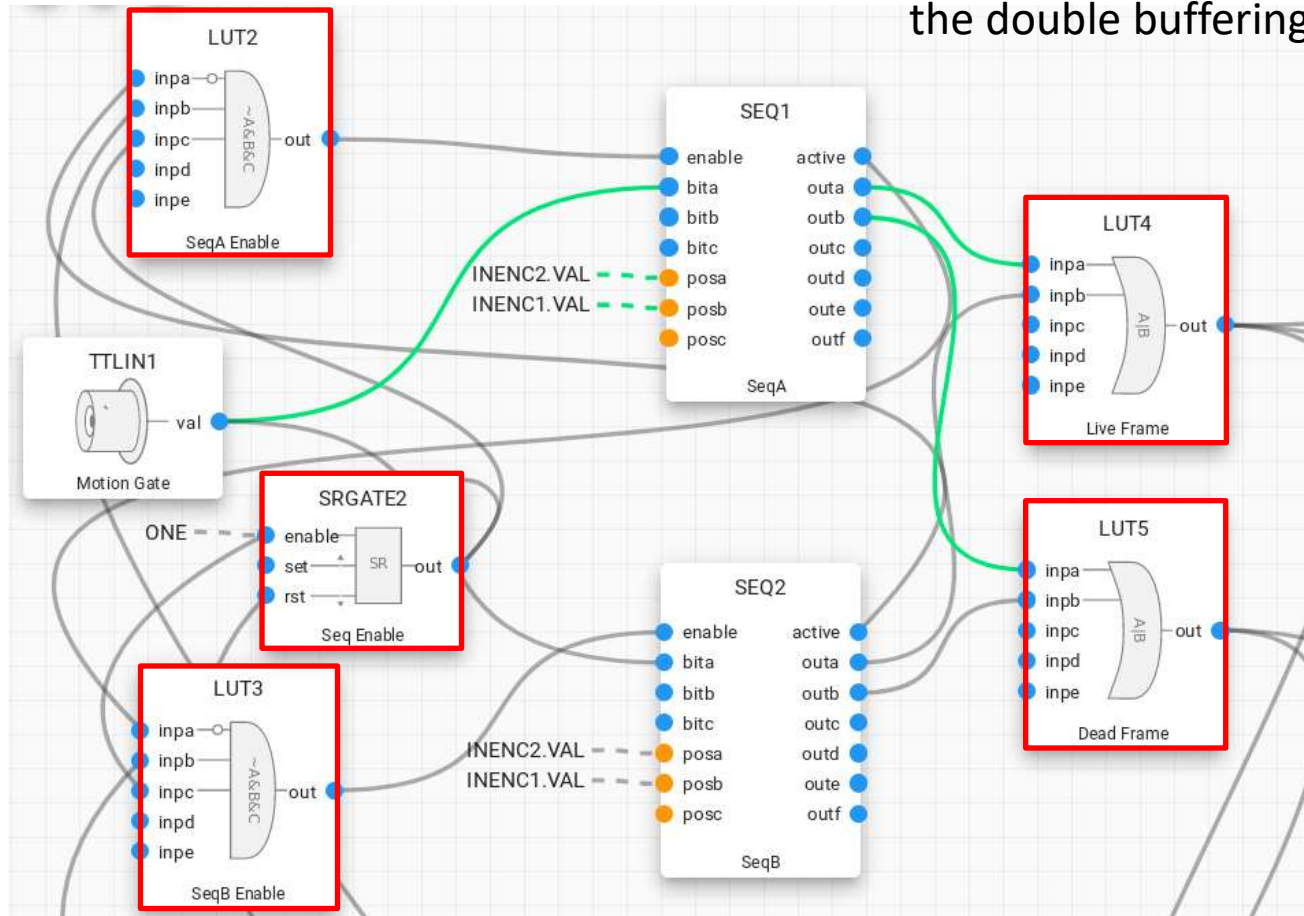 the double buffering
LUT2
inpa
inpb
inpc
inpd
inpe
~A&B&C
out
SeqA Enable
SEQ1
enable
bita
bitb
bitc
posa
posb
posc
active
outa
outb
outc
outd
oute
outf
INENC2.VAL
INENC1.VAL
SeqA
LUT4
inpa
inpb
inpc
inpd
inpe
A|B
out
Live Frame
TTLIN1
val
Motion Gate
SRGATE2
ONE
enable
set
rst
SR
out
Seq Enable
LUT5
inpa
inpb
inpc
inpd
inpe
A|B
out
Dead Frame
SEQ2
enable
bita
bitb
bitc
posa
posb
posc
active
outa
outb
outc
outd
oute
outf
INENC2.VAL
INENC1.VAL
SeqB
LUT3
inpa
inpb
inpc
inpd
inpe
~A&B&C
out
SeqB Enable